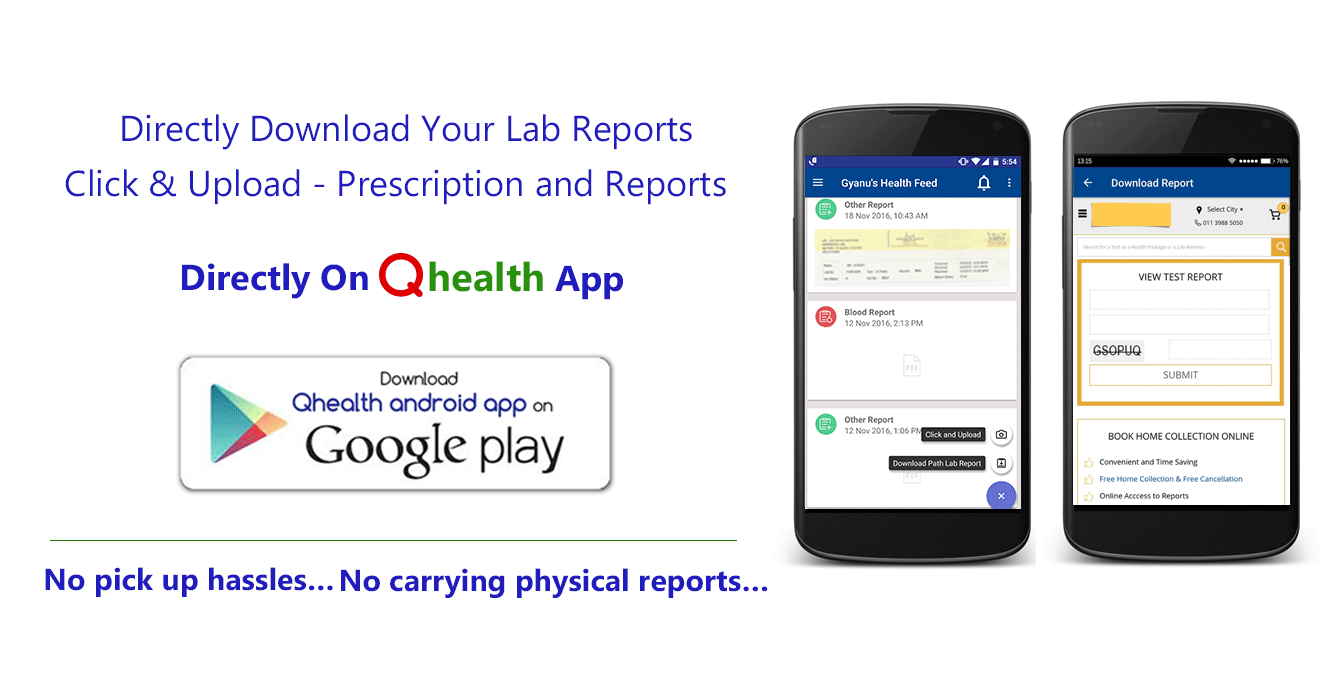 Directly Download Your Lab Reports
Click & Upload - Prescription and Reports
Directly On Qhealth App
Download
Qhealth android app on
Google play
No pick up hassles... No carrying physical reports...
5:54
Gyanu's Health Feed
Other Report
18 Nov 2016, 10:43 AM
Blood Report
12 Nov 2016, 2:13 PM
PDF
Other Report
12 Nov 2016, 1:06 PM
Click and Upload
Download Path Lab Report
13:15
76%
Download Report
Select City
0
011 3988 5050
Search for a Test or a Health Package or a Lab Address
VIEW TEST REPORT
GSOPUQ
SUBMIT
BOOK HOME COLLECTION ONLINE
Convenient and Time Saving
Free Home Collection & Free Cancellation
Online Acccess to Reports